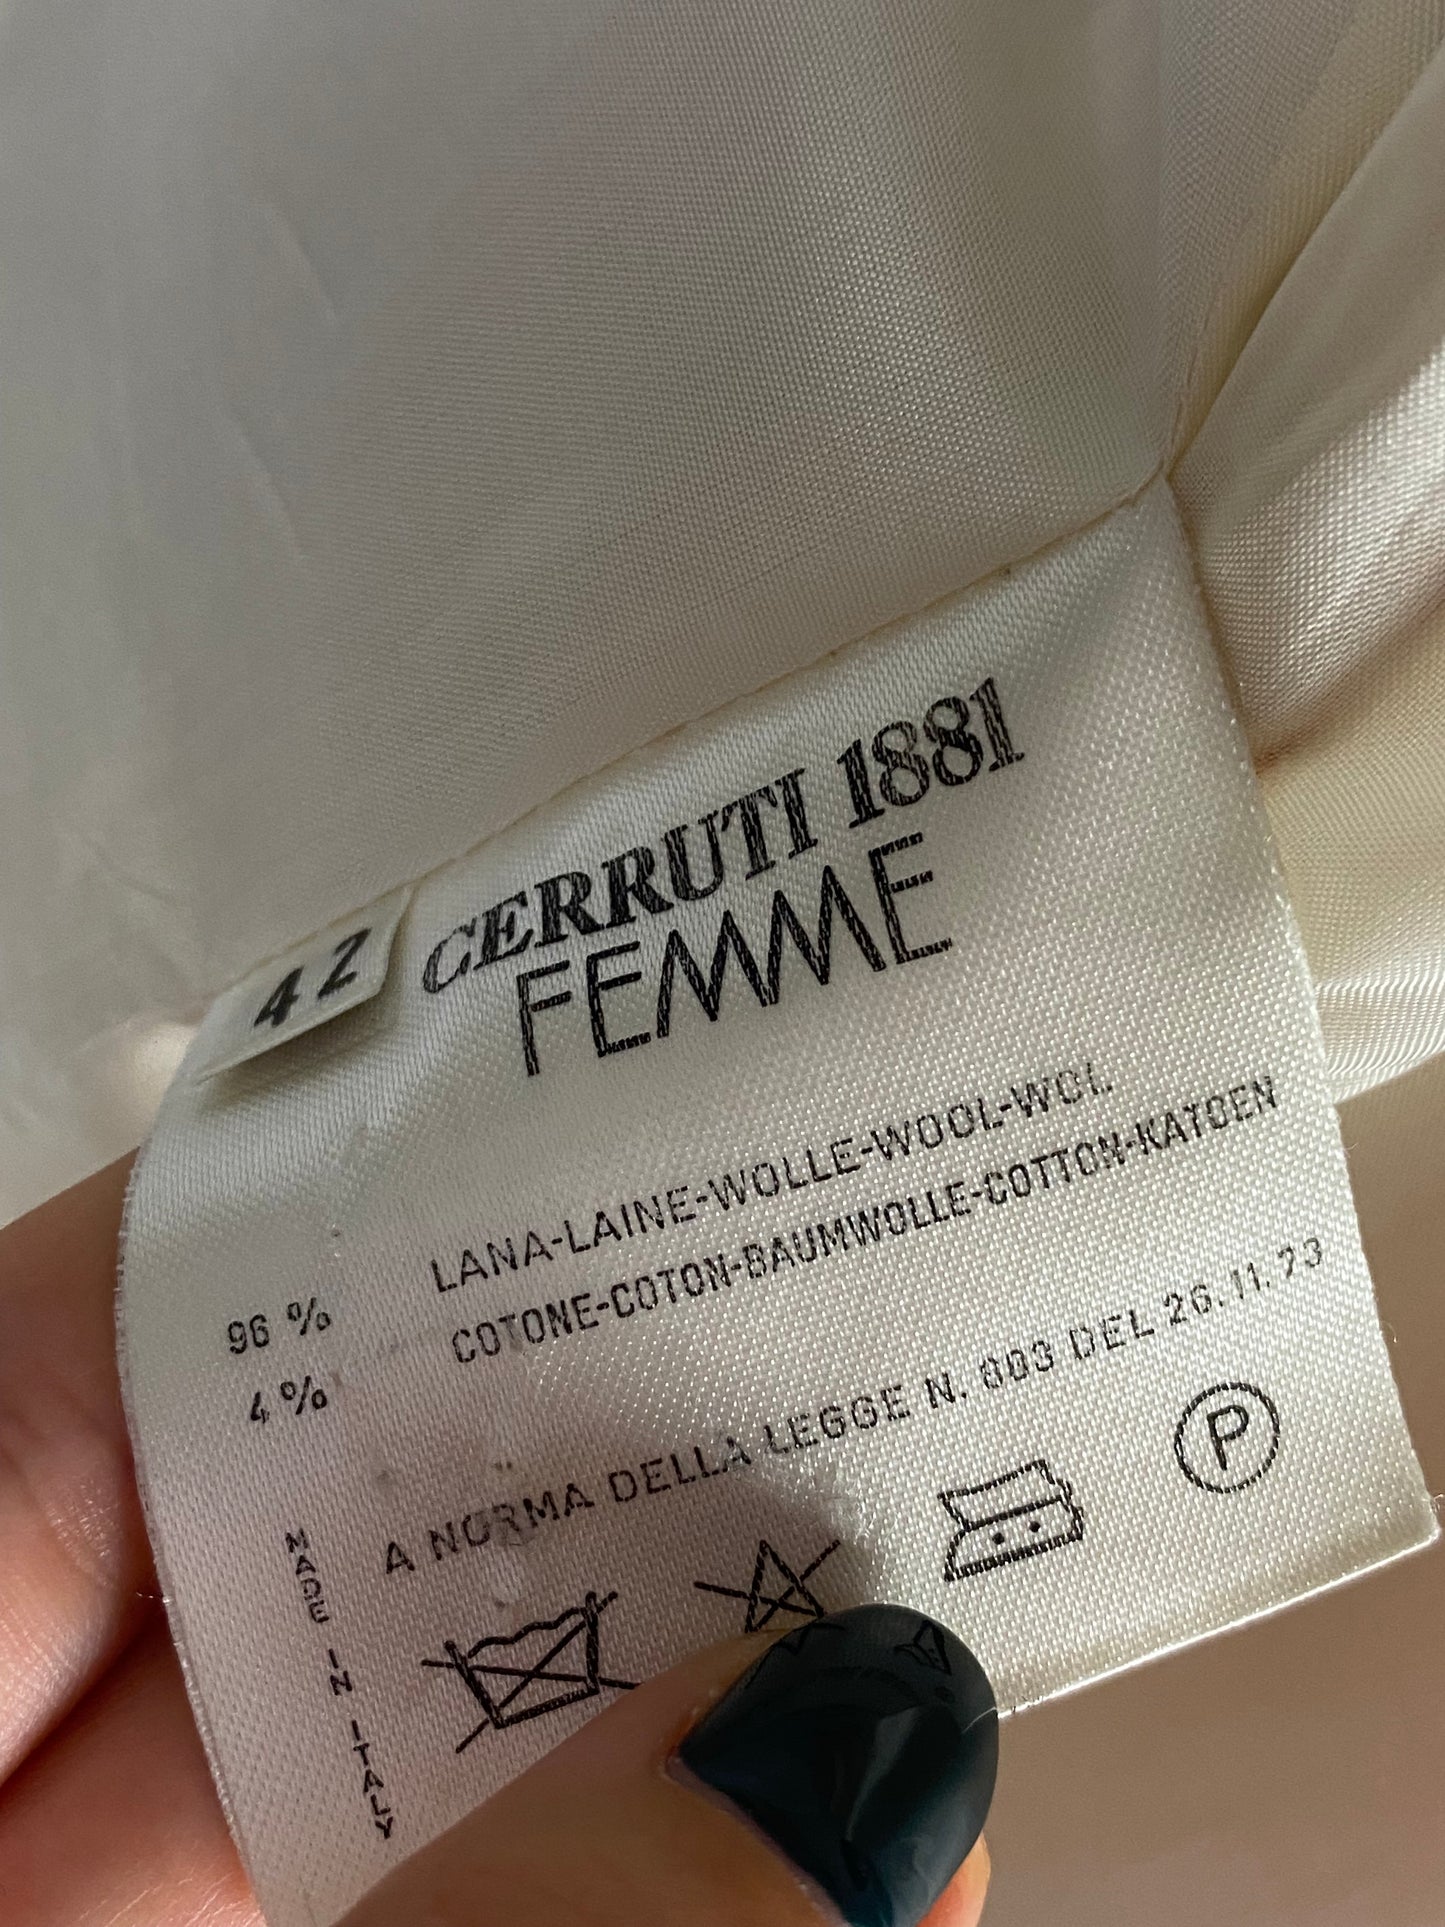 42
CERRUTI 1881
FEMME
96 % LANA-LAINE-WOLLE-WOOL-WOL
4 % COTONE-COTON-BAUMWOLLE-COTTON-KATOEN
A NORMA DELLA LEGGE N. 883 DEL 26.11.73
MADE IN ITALY
P